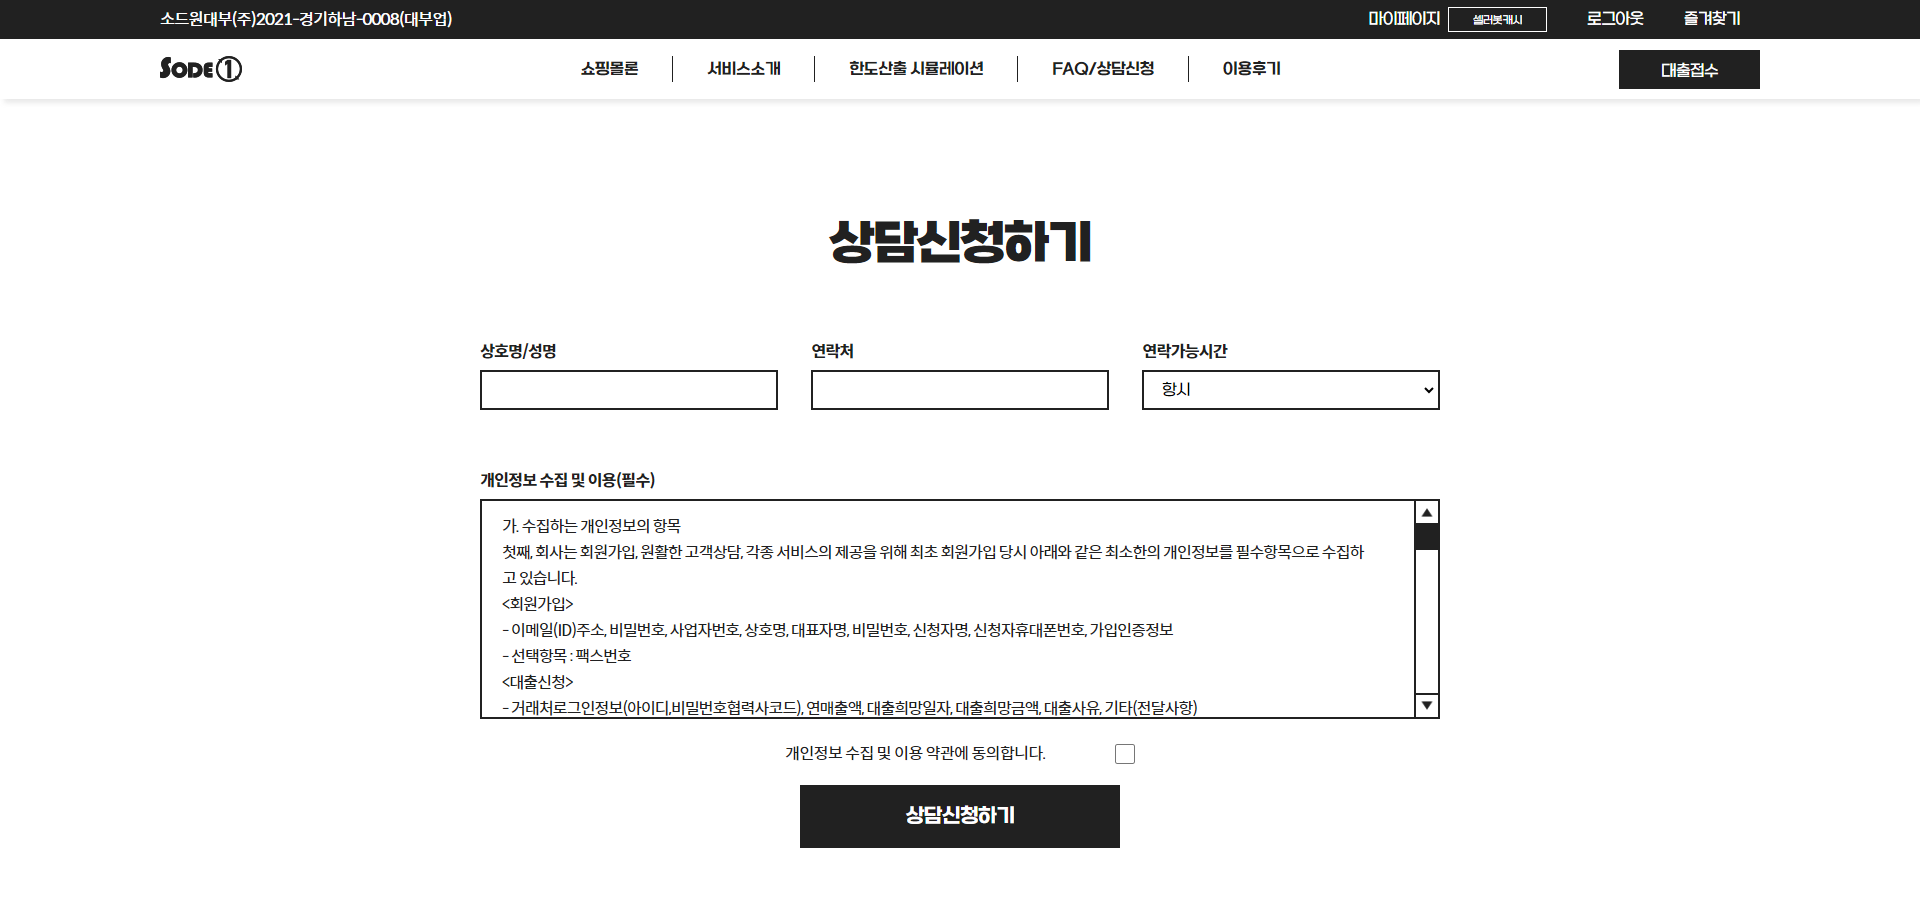 소드원대부(주)2021-경기하남-0008(대부업)
마이페이지 셀러봇캐시 로그아웃 즐겨찾기
SODE① 쇼핑몰론 서비스소개 한도산출 시뮬레이션 FAQ/상담신청 이용후기 대출접수
상담신청하기
상호명/성명 연락처 연락가능시간
항시
개인정보 수집 및 이용(필수)
가. 수집하는 개인정보의 항목
첫째, 회사는 회원가입, 원활한 고객상담, 각종 서비스의 제공을 위해 최초 회원가입 당시 아래와 같은 최소한의 개인정보를 필수항목으로 수집하
고 있습니다.
<회원가입>
- 이메일(ID)주소, 비밀번호, 사업자번호, 상호명, 대표자명, 비밀번호, 신청자명, 신청자휴대폰번호, 가입인증정보
- 선택항목 : 팩스번호
<대출신청>
- 거래처로그인정보(아이디,비밀번호협력사코드), 연매출액, 대출희망일자, 대출희망금액, 대출사유, 기타(전달사항)
개인정보 수집 및 이용 약관에 동의합니다.
상담신청하기